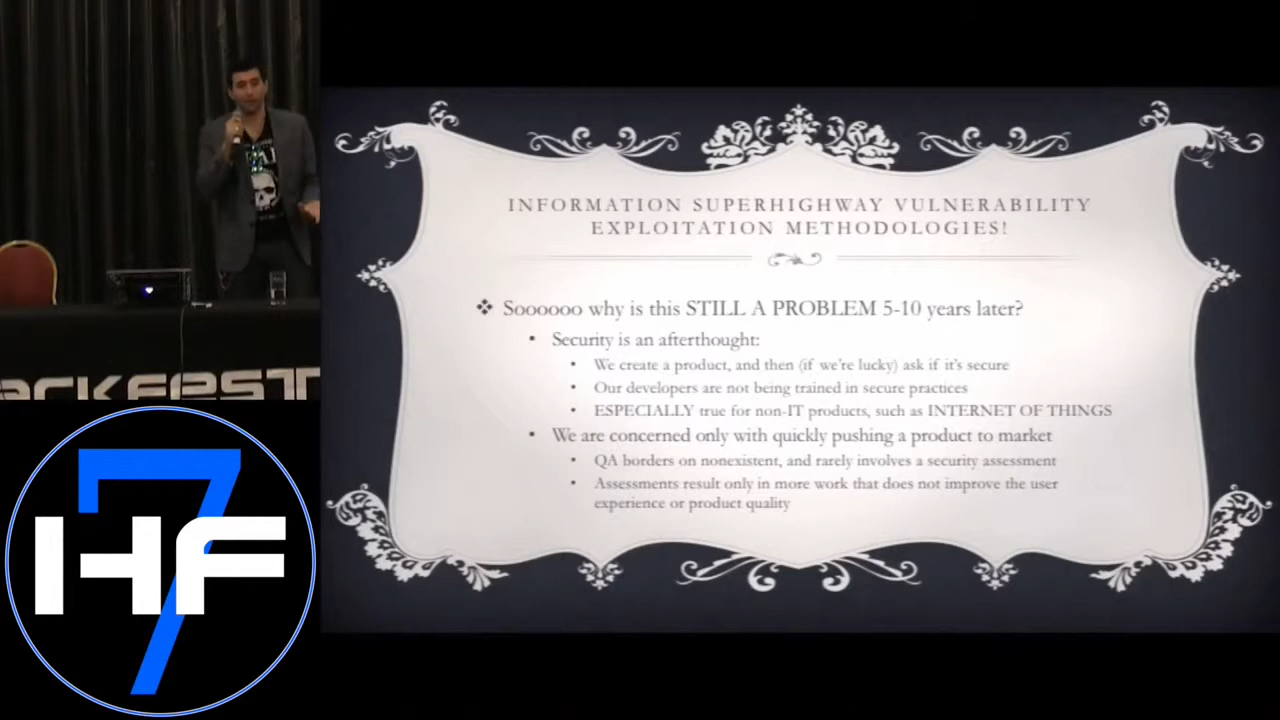 INFORMATION SUPERHIGHWAY VULNERABILITY
EXPLOITATION METHODOLOGIES!
❖ Soooooo why is this STILL A PROBLEM 5-10 years later?
• Security is an afterthought:
• We create a product, and then (if we're lucky) ask if it's secure
• Our developers are not being trained in secure practices
• ESPECIALLY true for non-IT products, such as INTERNET OF THINGS
• We are concerned only with quickly pushing a product to market
• QA borders on nonexistent, and rarely involves a security assessment
• Assessments result only in more work that does not improve the user
experience or product quality
ACKFEST
7
HF